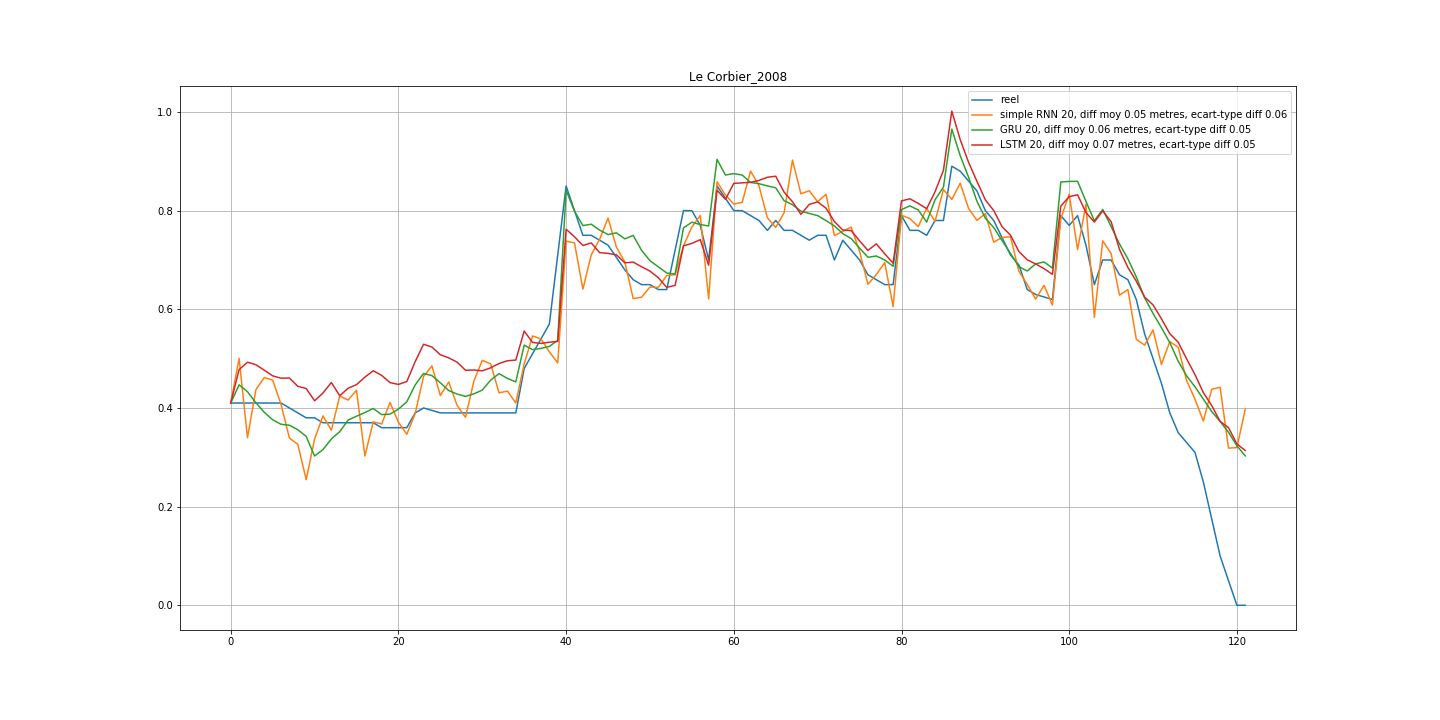 Le Corbier_2008
reel
simple RNN 20, diff moy 0.05 metres, ecart-type diff 0.06
GRU 20, diff moy 0.06 metres, ecart-type diff 0.05
LSTM 20, diff moy 0.07 metres, ecart-type diff 0.05
1.0
0.8
0.6
0.4
0.2
0.0
0 20 40 60 80 100 120